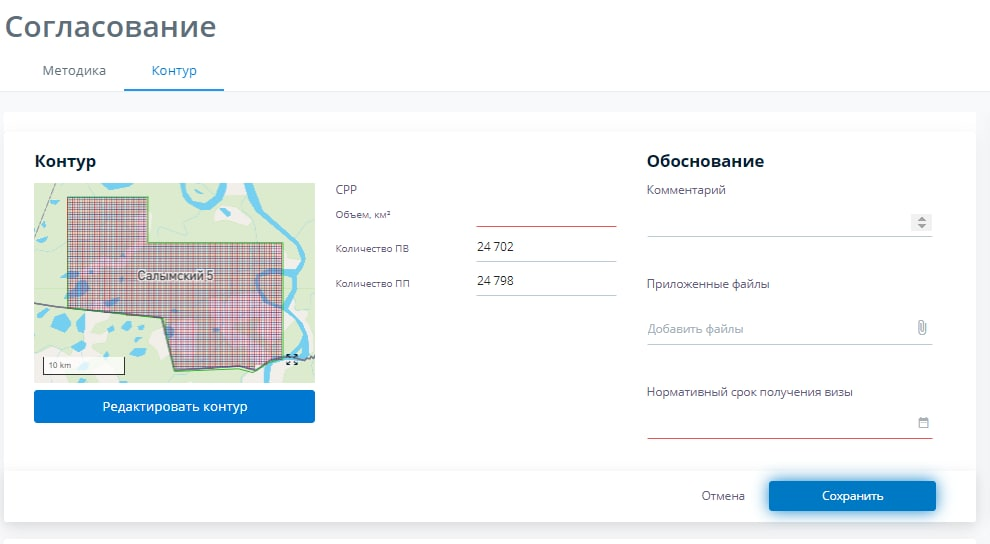 Согласование
Методика
Контур
Контур
Салымский 5
10 km
Редактировать контур
СРР
Объем, км²
Количество ПВ
24 702
Количество ПП
24 798
Обоснование
Комментарий
Приложенные файлы
Добавить файлы
Нормативный срок получения визы
Отмена
Сохранить